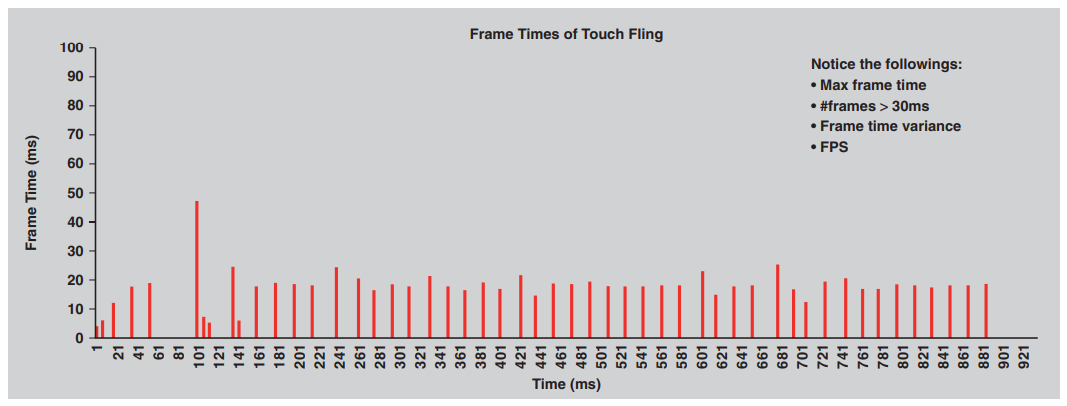 Frame Times of Touch Fling
Notice the followings:
• Max frame time
• #frames > 30ms
• Frame time variance
• FPS
Frame Time (ms)
100
90
80
70
60
50
40
30
20
10
0
1 21 41 61 81 101 121 141 161 181 201 221 241 261 281 301 321 341 361 381 401 421 441 461 481 501 521 541 561 581 601 621 641 661 681 701 721 741 761 781 801 821 841 861 881 901 921
Time (ms)